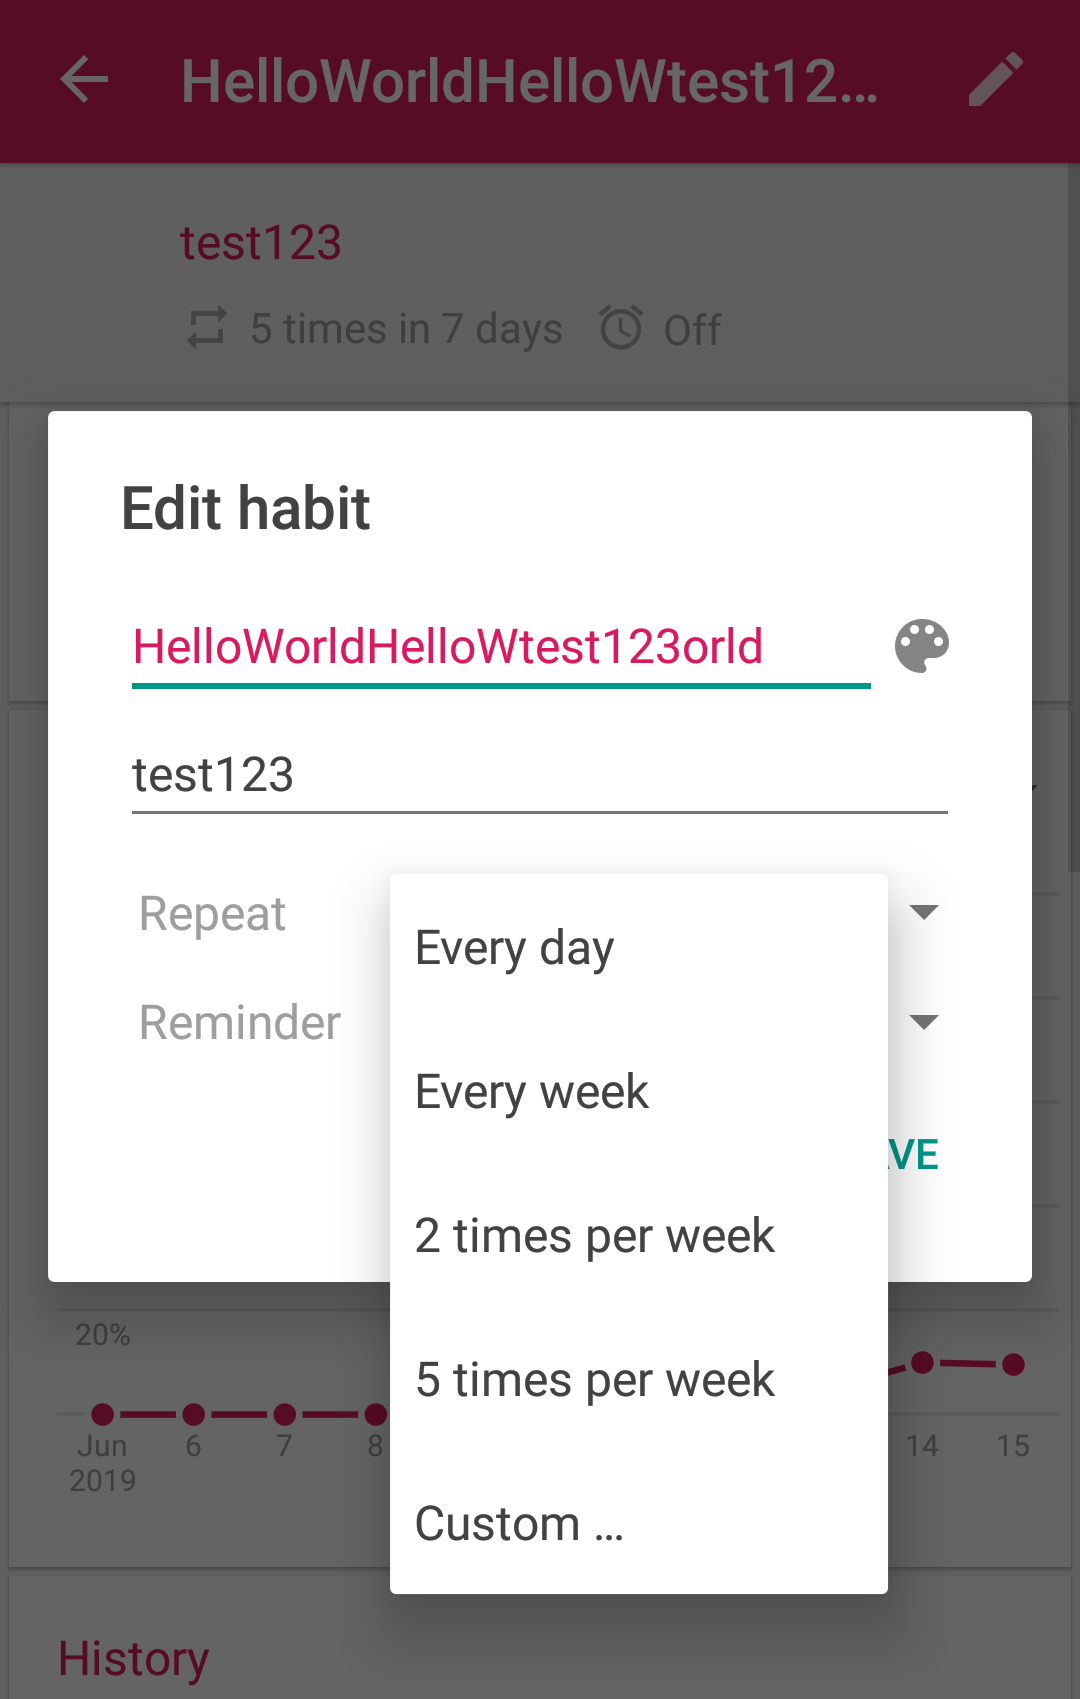 HelloWorldHelloWtest12...
test123
5 times in 7 days Off
Edit habit
HelloWorldHelloWtest123orld
test123
Repeat
Every day
Reminder
Every week
VE
2 times per week
20%
5 times per week
Jun 6 7 8 14 15
2019
Custom ...
History